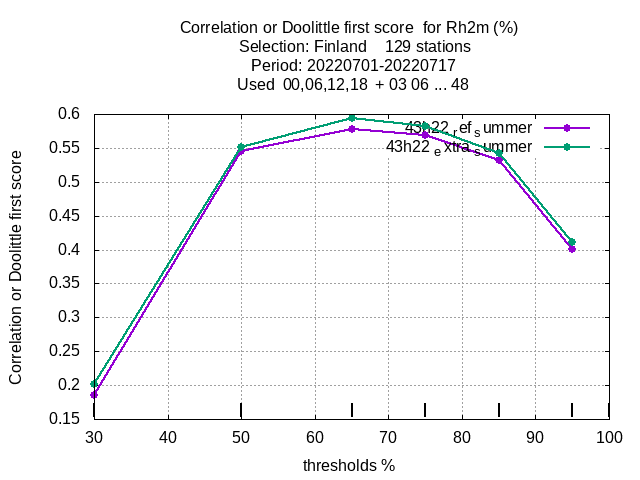 Correlation or Doolittle first score  for Rh2m (%)
Selection: Finland    129 stations
Period: 20220701-20220717
Used  00,06,12,18  + 03 06 ... 48
Correlation or Doolittle first score
0.6
0.55
0.5
0.45
0.4
0.35
0.3
0.25
0.2
0.15
43h22_ref_summer
43h22_extra_summer
30 40 50 60 70 80 90 100
thresholds %